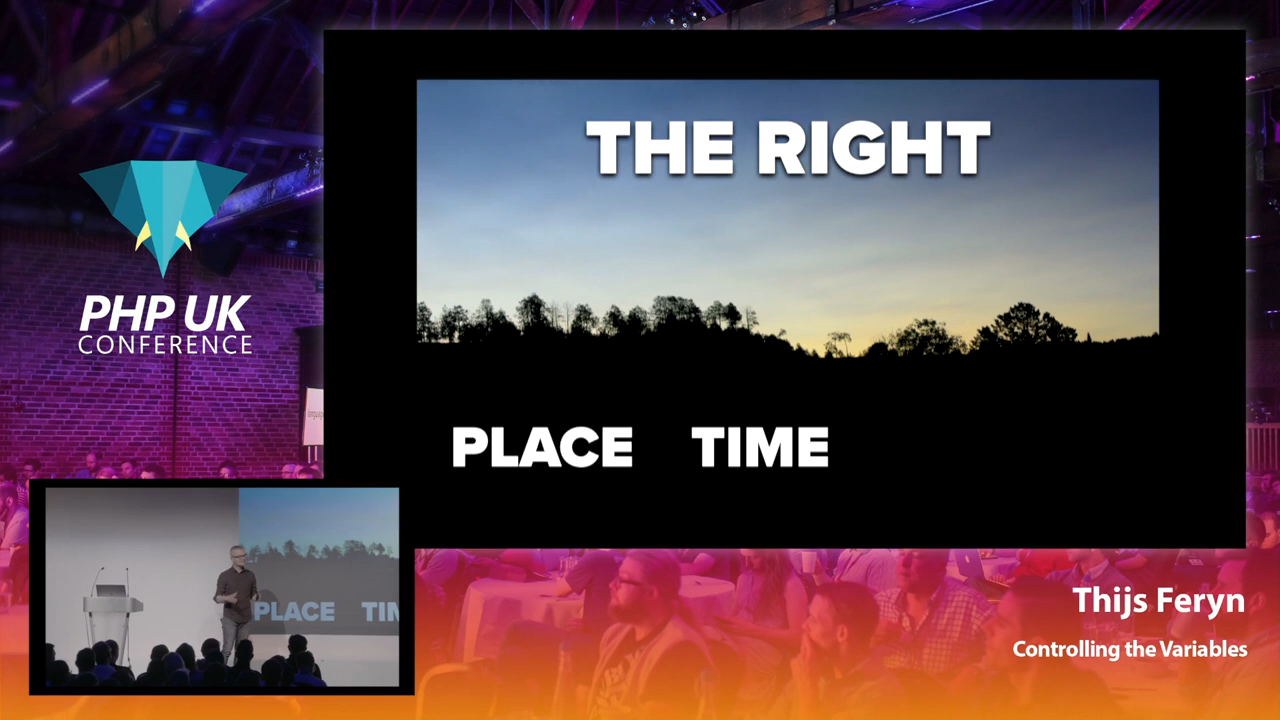 THE RIGHT
PLACE TIME
PHP UK
CONFERENCE
PLACE TIM
Thijs Feryn
Controlling the Variables